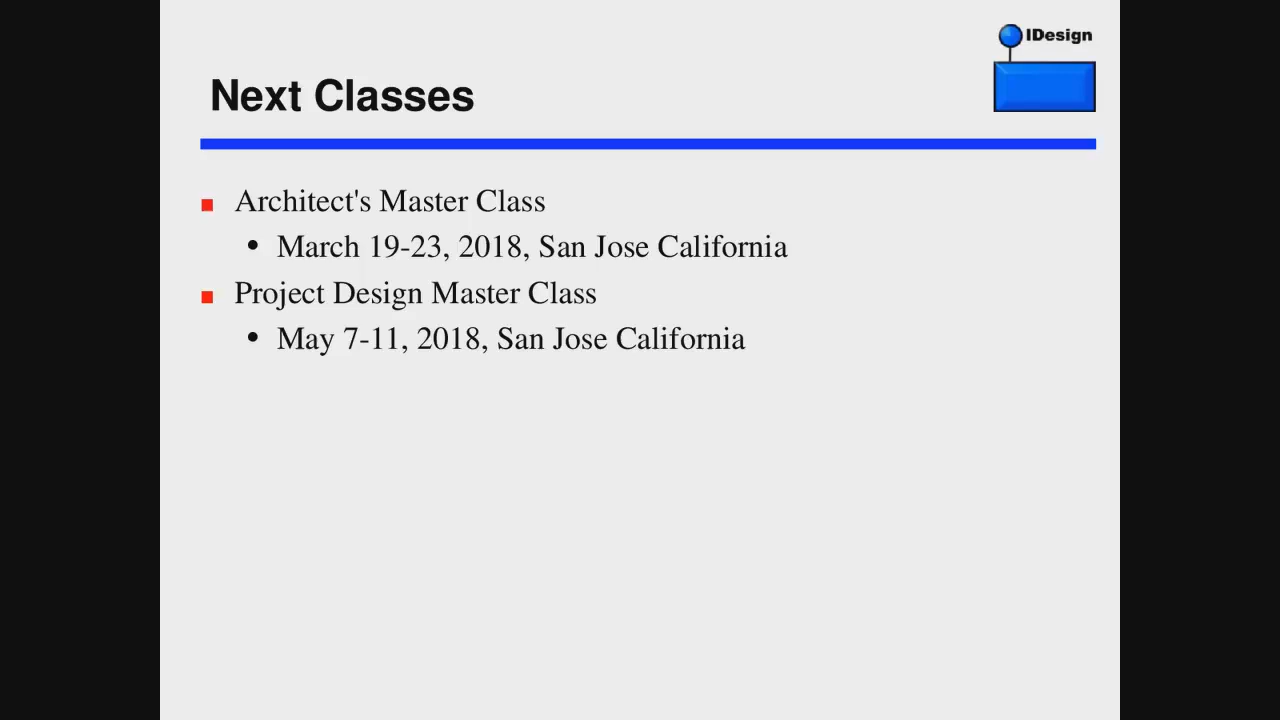 IDesign
Next Classes
Architect's Master Class
March 19-23, 2018, San Jose California
Project Design Master Class
May 7-11, 2018, San Jose California